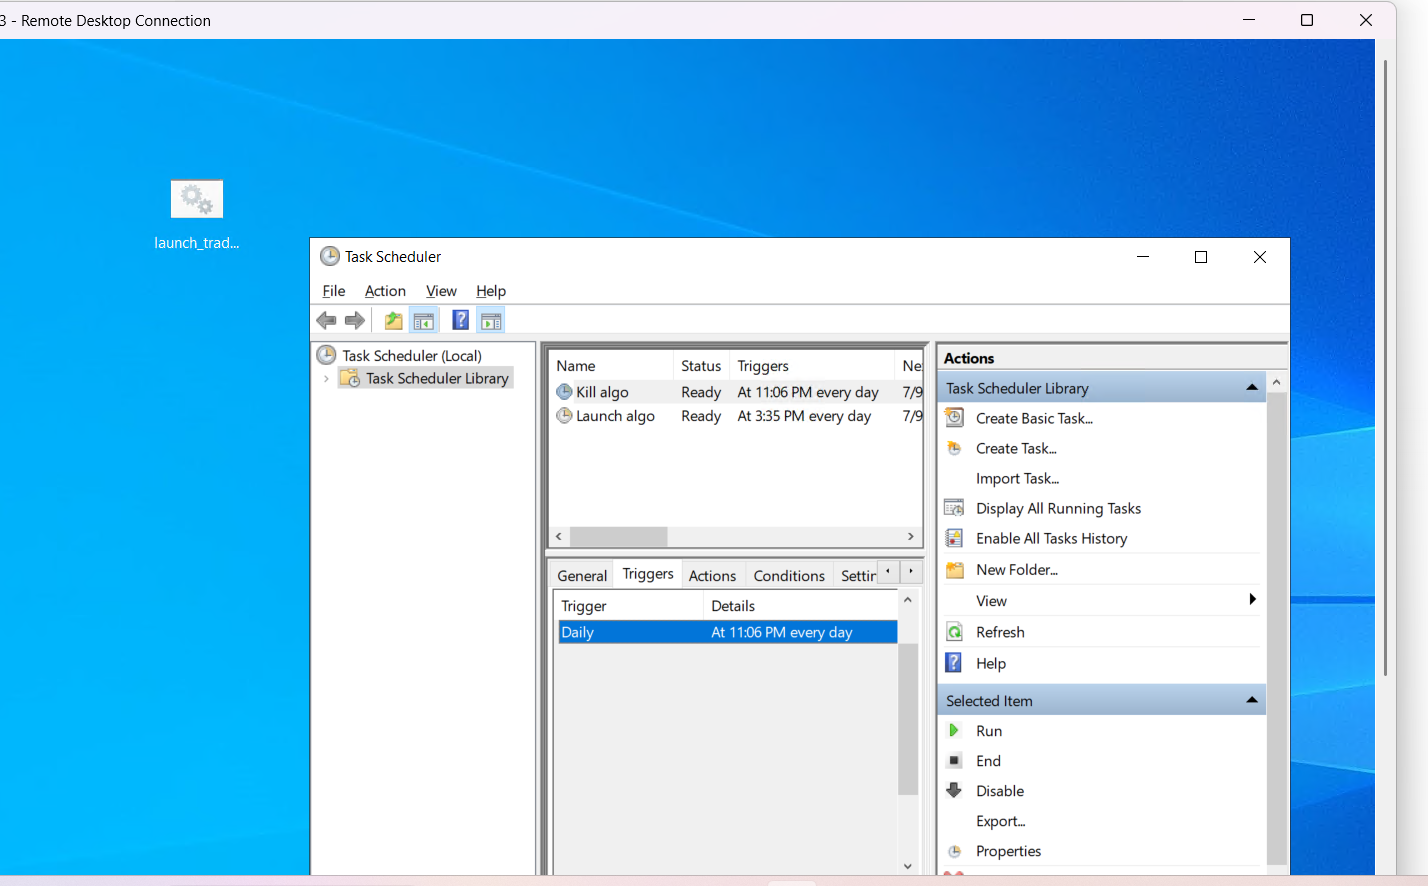 3 - Remote Desktop Connection
launch_trad...
Task Scheduler
File Action View Help
Task Scheduler (Local)
Task Scheduler Library
Name Status Triggers Ne
Kill algo Ready At 11:06 PM every day 7/9
Launch algo Ready At 3:35 PM every day 7/9
General Triggers Actions Conditions Settin
Trigger Details
Daily At 11:06 PM every day
Actions
Task Scheduler Library
Create Basic Task...
Create Task...
Import Task...
Display All Running Tasks
Enable All Tasks History
New Folder...
View
Refresh
Help
Selected Item
Run
End
Disable
Export...
Properties